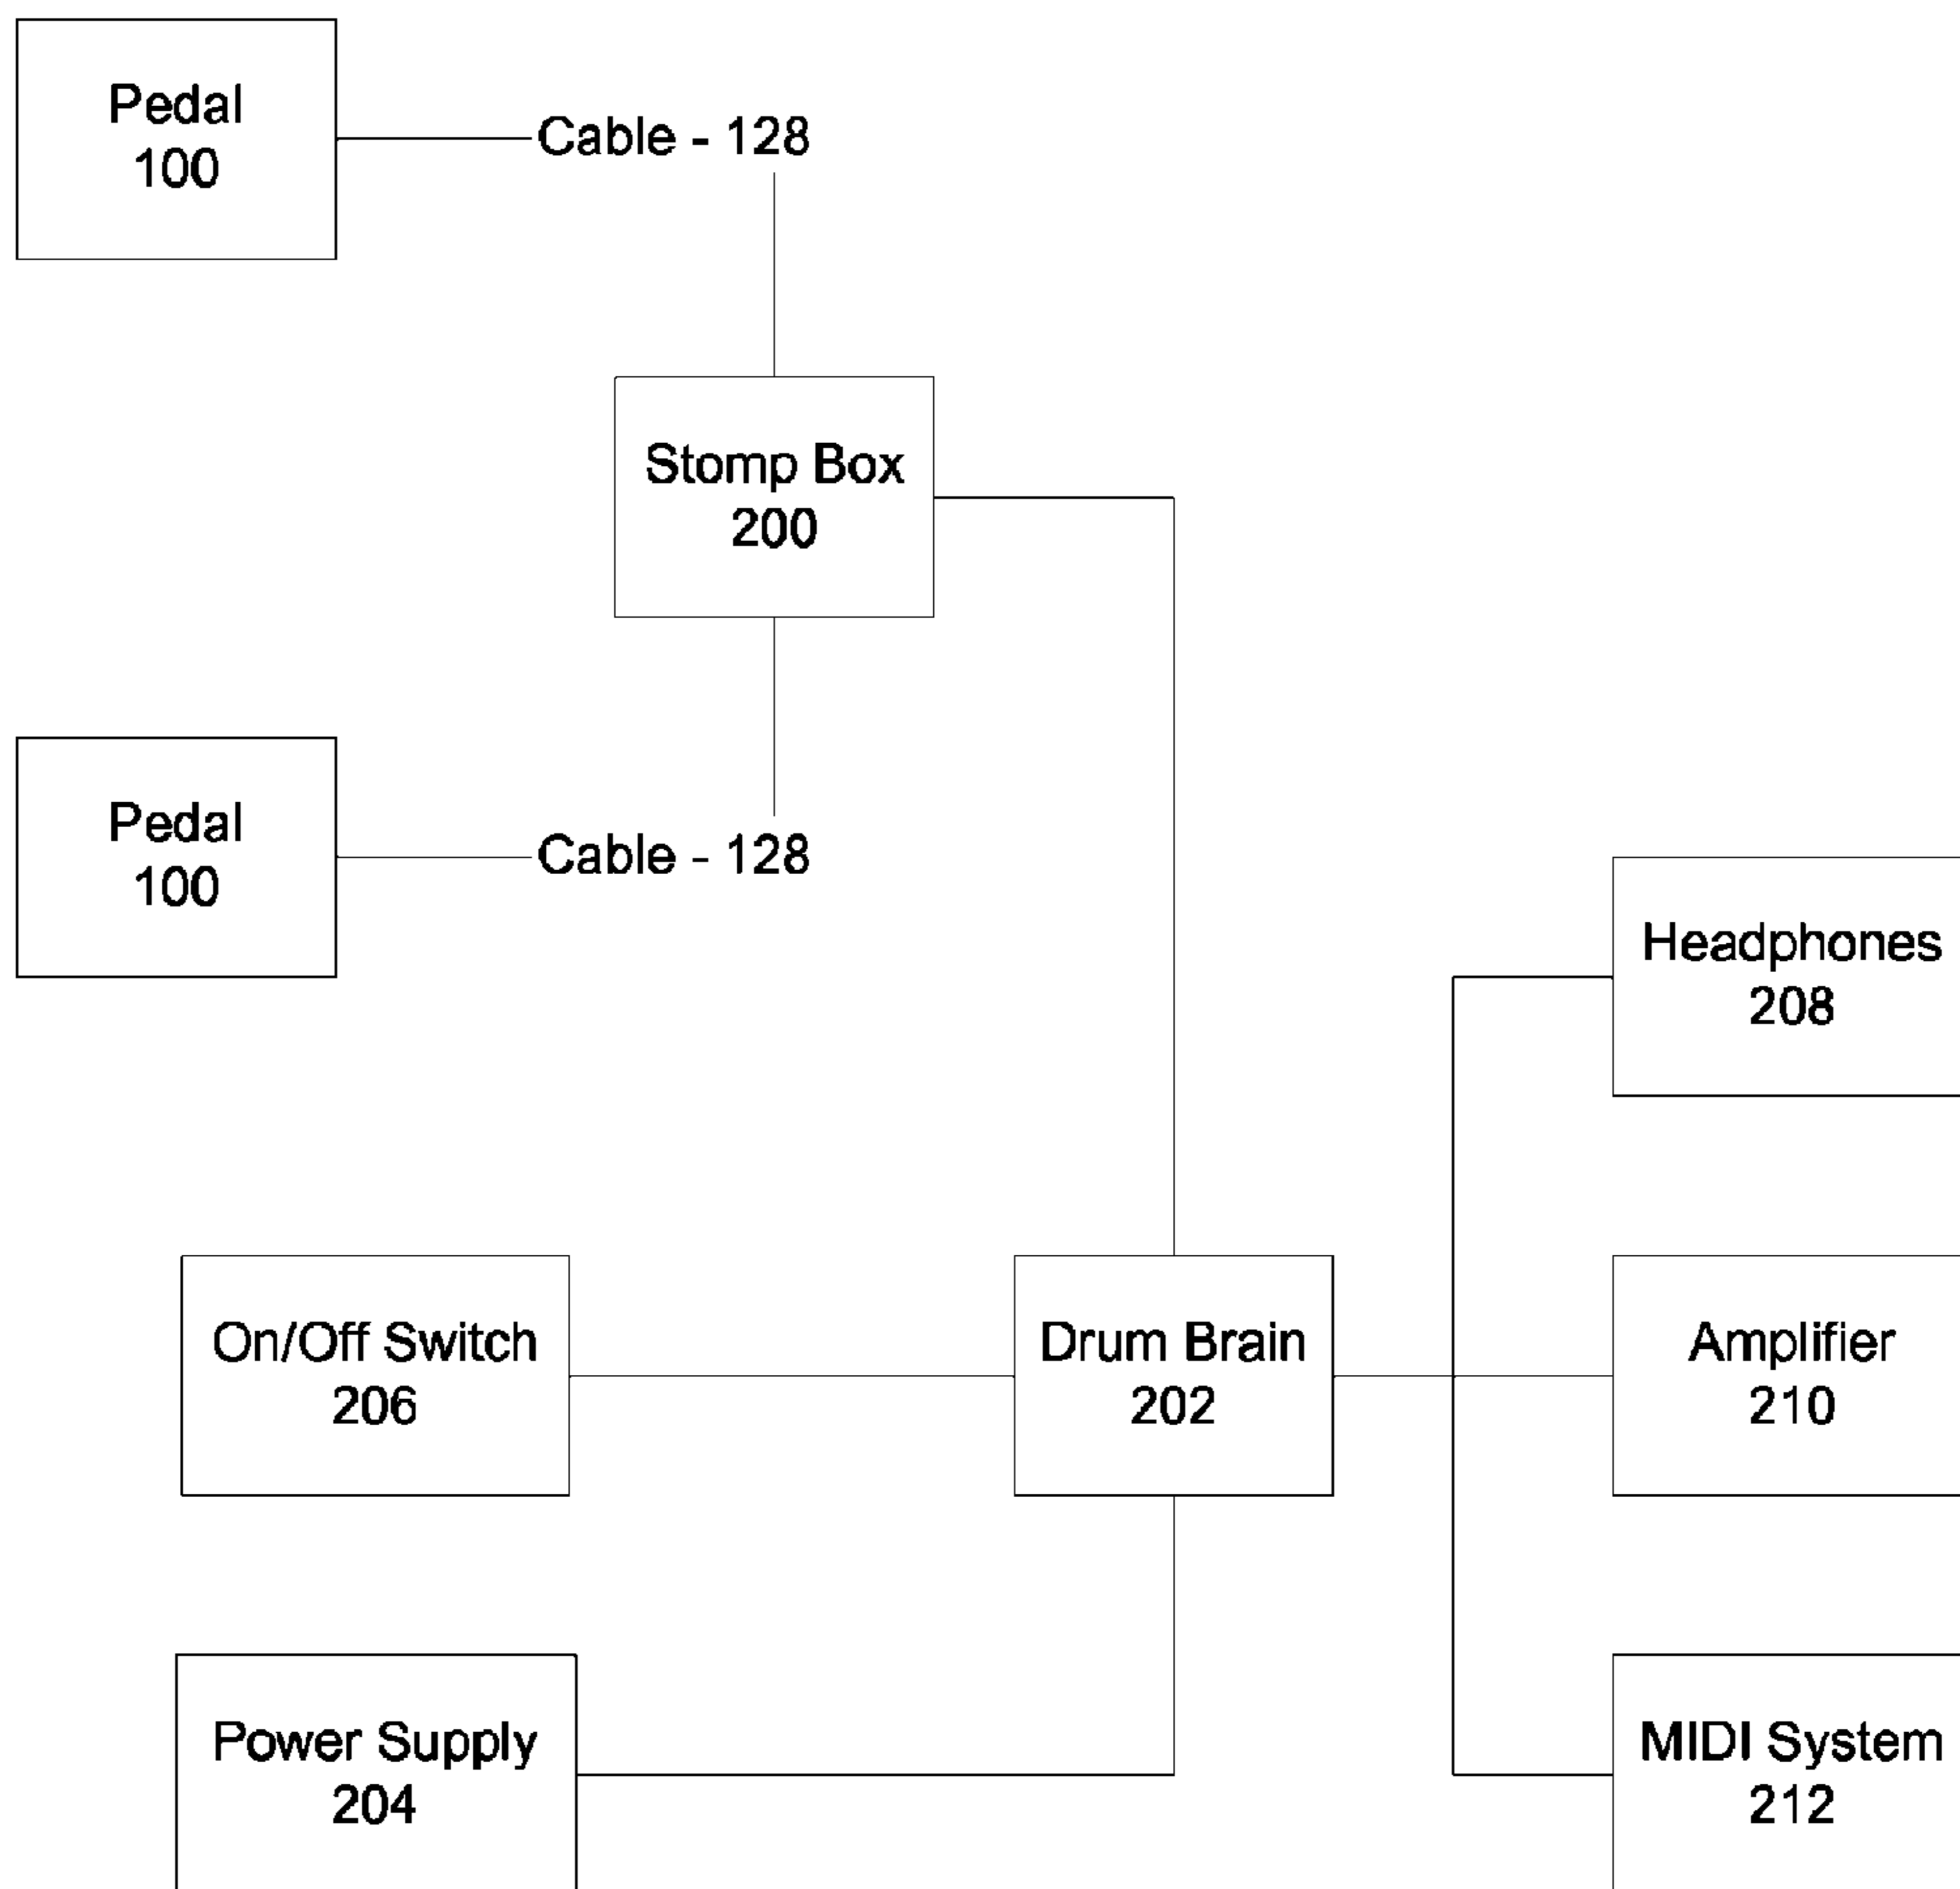 Pedal
100
Cable - 128
Stomp Box
200
Pedal
100
Cable - 128
Headphones
208
On/Off Switch
206
Drum Brain
202
Amplifier
210
Power Supply
204
MIDI System
212